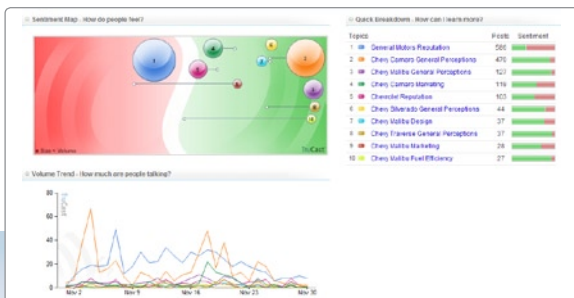 Sentiment Map - How do people feel?
Size = Volume
Volume Trend - How much are people talking?
80
60
40
20
0
Nov 2
Nov 9
Nov 16
Nov 23
Nov 30
Quick Breakdown - How can I learn more?
Topics Posts Sentiment
1 General Motors Reputation 586
2 Chevy Camaro General Perceptions
3 Chevy Malibu General Perceptions 127
4 Chevy Camaro Marketing
5 Chevrolet Reputation
6 Chevy Silverado General Perceptions 44
7 Chevy Malibu Design 37
8 Chevy Traverse General Perceptions 37
9 Chevy Malibu Marketing 28
10 Chevy Malibu Fuel Efficiency 27